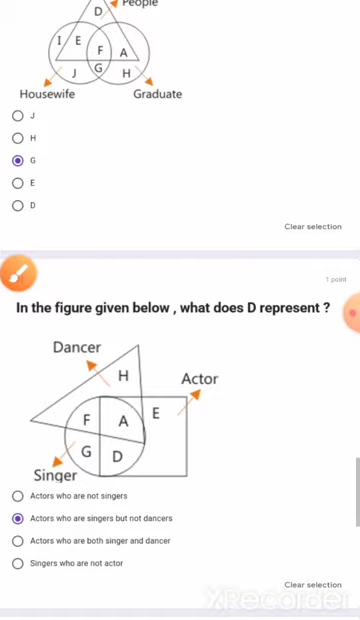 People
D
I E
F A
J G H
Housewife Graduate
J
H
G
E
D
Clear selection
1 point
In the figure given below , what does D represent ?
Dancer
H
Actor
F A E
G D
Singer
Actors who are not singers
Actors who are singers but not dancers
Actors who are both singer and dancer
Singers who are not actor
Clear selection
XRecorder